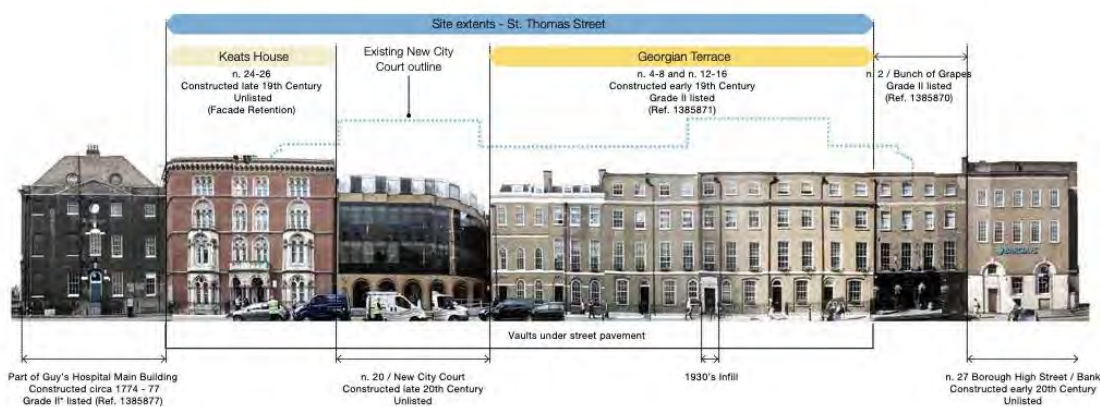 Site extents - St. Thomas Street
Keats House
n. 24-26
Constructed late 19th Century
Unlisted
(Facade Retention)
Existing New City
Court outline
Georgian Terrace
n. 4-8 and n. 12-16
Constructed early 19th Century
Grade II listed
(Ref. 1385871)
n. 2 / Bunch of Grapes
Grade II listed
(Ref. 1385870)
BARCLAYS
Vaults under street pavement
Part of Guy's Hospital Main Building
Constructed circa 1774 - 77
Grade II* listed (Ref. 1385877)
n. 20 / New City Court
Constructed late 20th Century
Unlisted
1930's Infill
n. 27 Borough High Street / Bank
Constructed early 20th Century
Unlisted